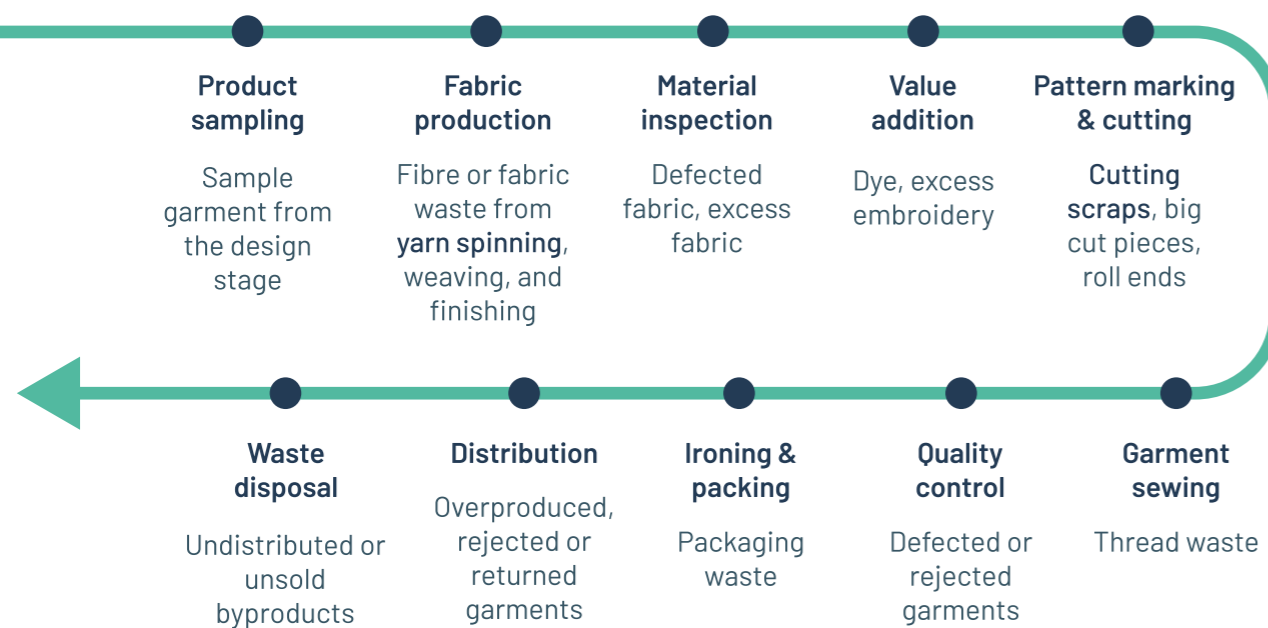 Product
sampling
Sample
garment from
the design
stage
Fabric
production
Fibre or fabric
waste from
yarn spinning,
weaving, and
finishing
Material
inspection
Defected
fabric, excess
fabric
Value
addition
Dye, excess
embroidery
Pattern marking
& cutting
Cutting
scraps, big
cut pieces,
roll ends
Garment
sewing
Thread waste
Quality
control
Defected or
rejected
garments
Ironing &
packing
Packaging
waste
Distribution
Overproduced,
rejected or
returned
garments
Waste
disposal
Undistributed or
unsold
byproducts